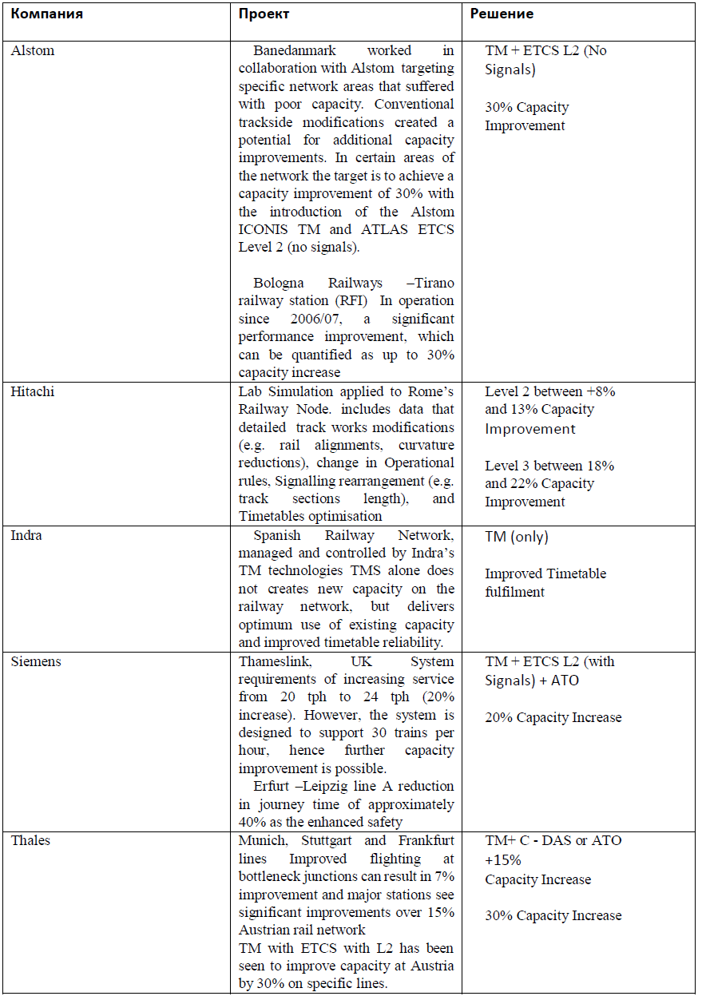 Компания Проект Решение
Alstom
Banedanmark worked in
collaboration with Alstom targeting
specific network areas that suffered
with poor capacity. Conventional
trackside modifications created a
potential for additional capacity
improvements. In certain areas of
the network the target is to achieve a
capacity improvement of 30% with
the introduction of the Alstom
ICONIS TM and ATLAS ETCS
Level 2 (no signals).
Bologna Railways –Tirano
railway station (RFI) In operation
since 2006/07, a significant
performance improvement, which
can be quantified as up to 30%
capacity increase
TM + ETCS L2 (No
Signals)
30% Capacity
Improvement
Hitachi
Lab Simulation applied to Rome’s
Railway Node. includes data that
detailed track works modifications
(e.g. rail alignments, curvature
reductions), change in Operational
rules, Signalling rearrangement (e.g.
track sections length), and
Timetables optimisation
Level 2 between +8%
and 13% Capacity
Improvement
Level 3 between 18%
and 22% Capacity
Improvement
Indra
Spanish Railway Network,
managed and controlled by Indra’s
TM technologies TMS alone does
not creates new capacity on the
railway network, but delivers
optimum use of existing capacity
and improved timetable reliability.
TM (only)
Improved Timetable
fulfilment
Siemens
Thameslink, UK System
requirements of increasing service
from 20 tph to 24 tph (20%
increase). However, the system is
designed to support 30 trains per
hour, hence further capacity
improvement is possible.
Erfurt –Leipzig line A reduction
in journey time of approximately
40% as the enhanced safety
TM + ETCS L2 (with
Signals) + ATO
20% Capacity Increase
Thales
Munich, Stuttgart and Frankfurt
lines Improved flighting at
bottleneck junctions can result in 7%
improvement and major stations see
significant improvements over 15%
Austrian rail network
TM with ETCS with L2 has been
seen to improve capacity at Austria
by 30% on specific lines.
TM+ C - DAS or ATO
+15%
Capacity Increase
30% Capacity Increase